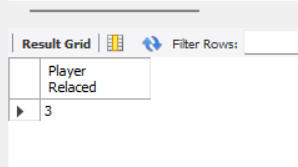 Result Grid Filter Rows:
Player
Relaced
3